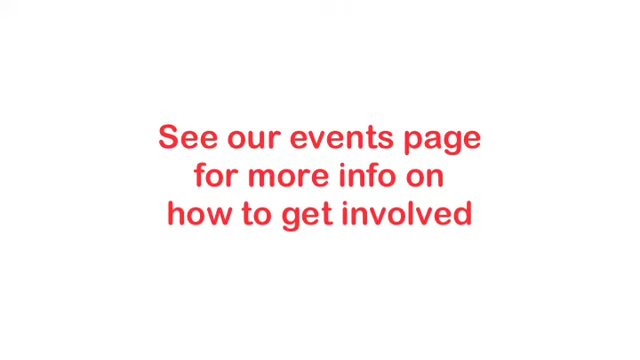 See our events page
for more info on
how to get involved